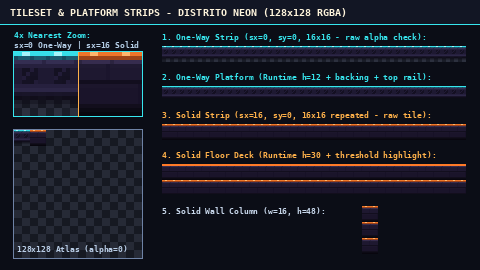 TILESET & PLATFORM STRIPS - DISTRITO NEON (128x128 RGBA)
4x Nearest Zoom:
sx=0 One-Way | sx=16 Solid
128x128 Atlas (alpha=0)
1. One-Way Strip (sx=0, sy=0, 16x16 - raw alpha check):
2. One-Way Platform (Runtime h=12 + backing + top rail):
3. Solid Strip (sx=16, sy=0, 16x16 repeated - raw tile):
4. Solid Floor Deck (Runtime h=30 + threshold highlight):
5. Solid Wall Column (w=16, h=48):